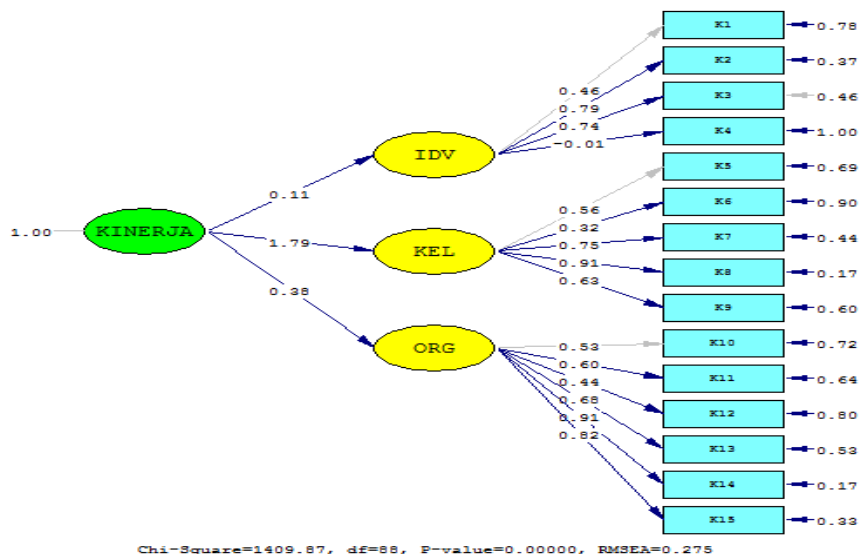 K1
0.78
K2
0.37
K3
0.46
K4
1.00
K5
0.69
K6
0.90
K7
0.44
K8
0.17
K9
0.60
K10
0.72
K11
0.64
K12
0.80
K13
0.53
K14
0.17
K15
0.33
0.46
0.79
0.74
-0.01
IDV
0.56
0.32
0.75
0.91
0.63
KEL
0.53
0.60
0.44
0.68
0.91
0.82
ORG
0.11
1.79
0.38
1.00
KINERJA
Chi-Square=1409.87, df=88, P-value=0.00000, RMSEA=0.275